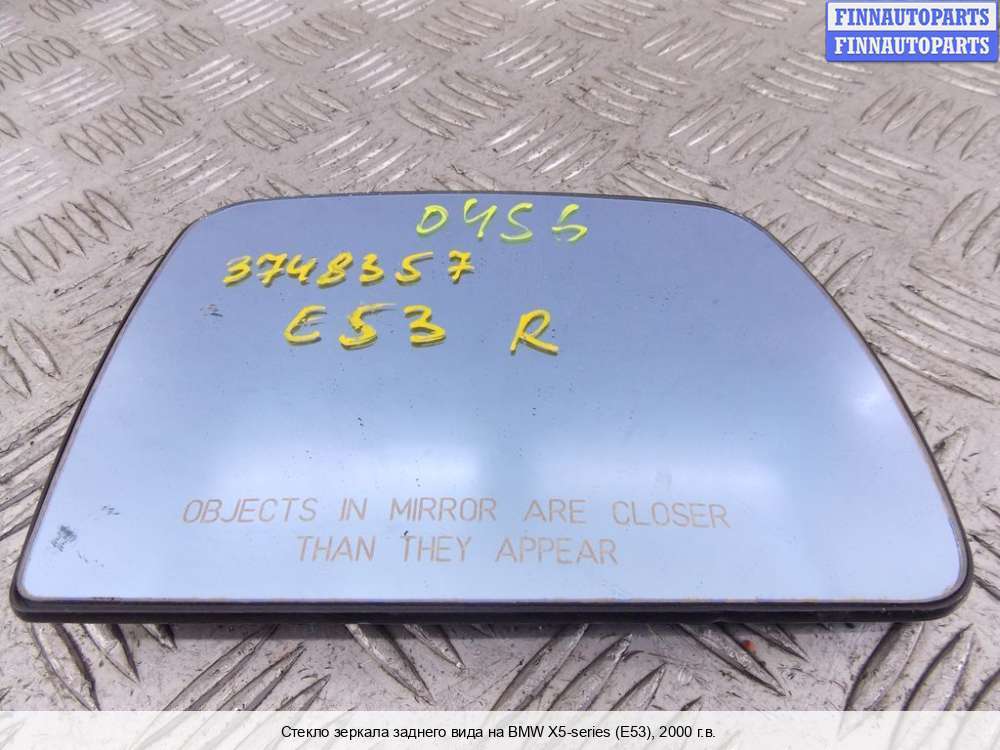 FINNAUTOPARTS
FINNAUTOPARTS
3748357
E53 R
OBJECTS IN MIRROR ARE CLOSER
THAN THEY APPEAR
Стекло зеркала заднего вида на BMW X5-series (E53), 2000 г.в.